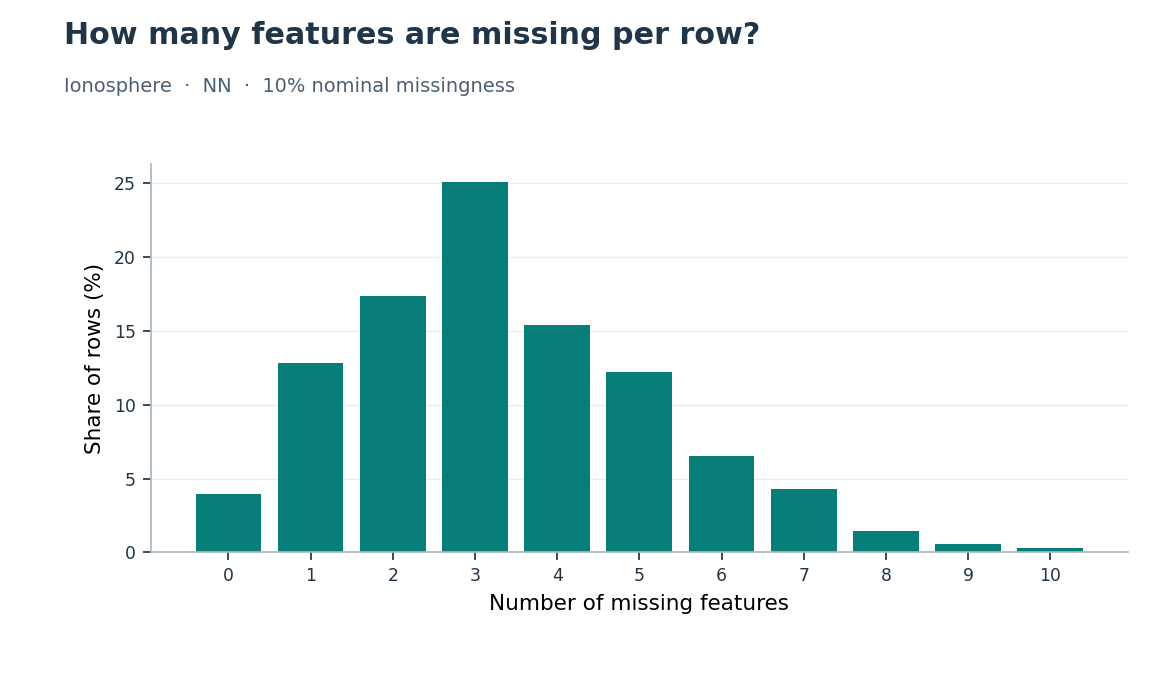 How many features are missing per row?
Ionosphere · NN · 10% nominal missingness
Share of rows (%)
25
20
15
10
5
0
0 1 2 3 4 5 6 7 8 9 10
Number of missing features